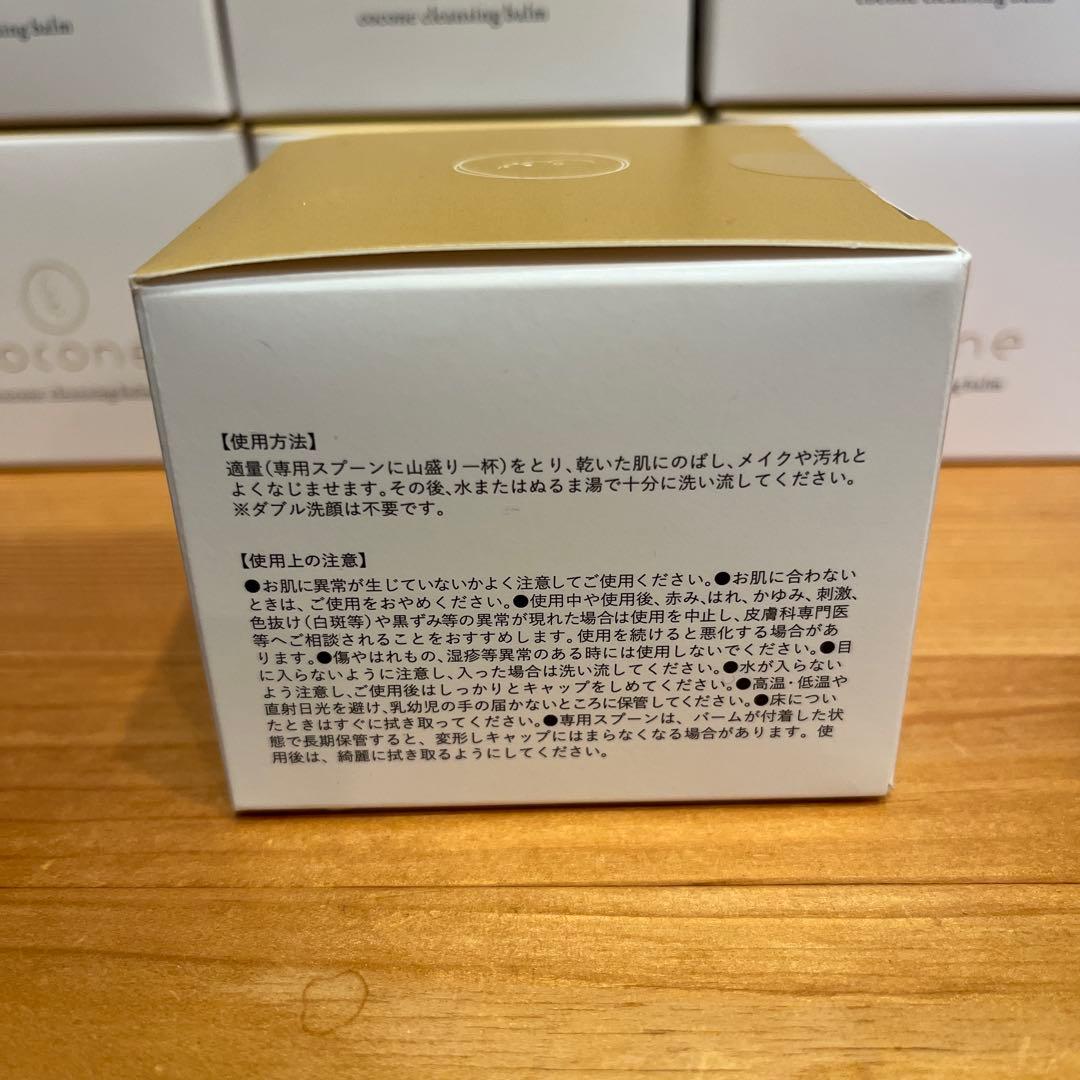 ing balm
cocone cleansing balm
cocone cleansing balm
ocone
cocone cleansing
ne
balm
【使用方法】
適量(専用スプーンに山盛り一杯)をとり、乾いた肌にのばし、メイクや汚れと
よくなじませます。その後、水またはぬるま湯で十分に洗い流してください。
※ダブル洗顔は不要です。
【使用上の注意】
●お肌に異常が生じていないかよく注意してご使用ください。●お肌に合わない
ときは、ご使用をおやめください。●使用中や使用後、赤み、はれ、かゆみ、刺激、
色抜け(白斑等)や黒ずみ等の異常が現れた場合は使用を中止し、皮膚科専門医
等へご相談されることをおすすめします。使用を続けると悪化する場合があ
ります。●傷やはれもの、湿疹等異常のある時には使用しないでください。●目
に入らないように注意し、入った場合は洗い流してください。●水が入らない
よう注意し、ご使用後はしっかりとキャップをしめてください。●高温・低温や
直射日光を避け、乳幼児の手の届かないところに保管してください。●床につい
たときはすぐに拭き取ってください。●専用スプーンは、バームが付着した状
態で長期保管すると、変形しキャップにはまらなくなる場合があります。使
用後は、綺麗に拭き取るようにしてください。